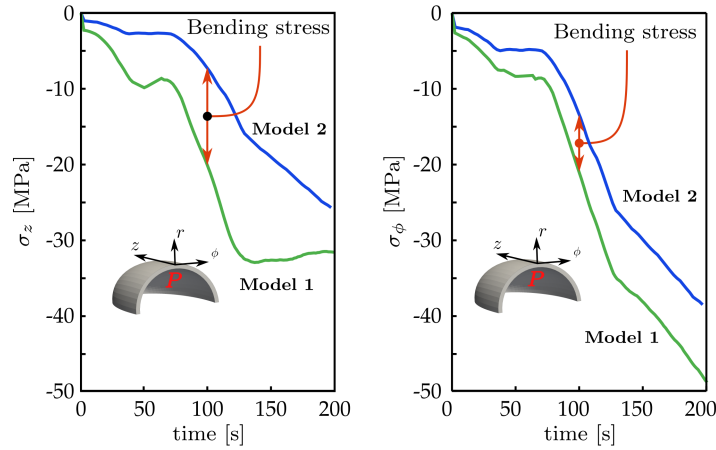 0
-10
-20
-30
-40
-50
σz [MPa]
0
50
100
150
200
time [s]
Bending stress
Model 2
Model 1
z
r
ϕ
P
0
-10
-20
-30
-40
-50
σϕ [MPa]
0
50
100
150
200
time [s]
Bending stress
Model 2
Model 1
z
r
ϕ
P